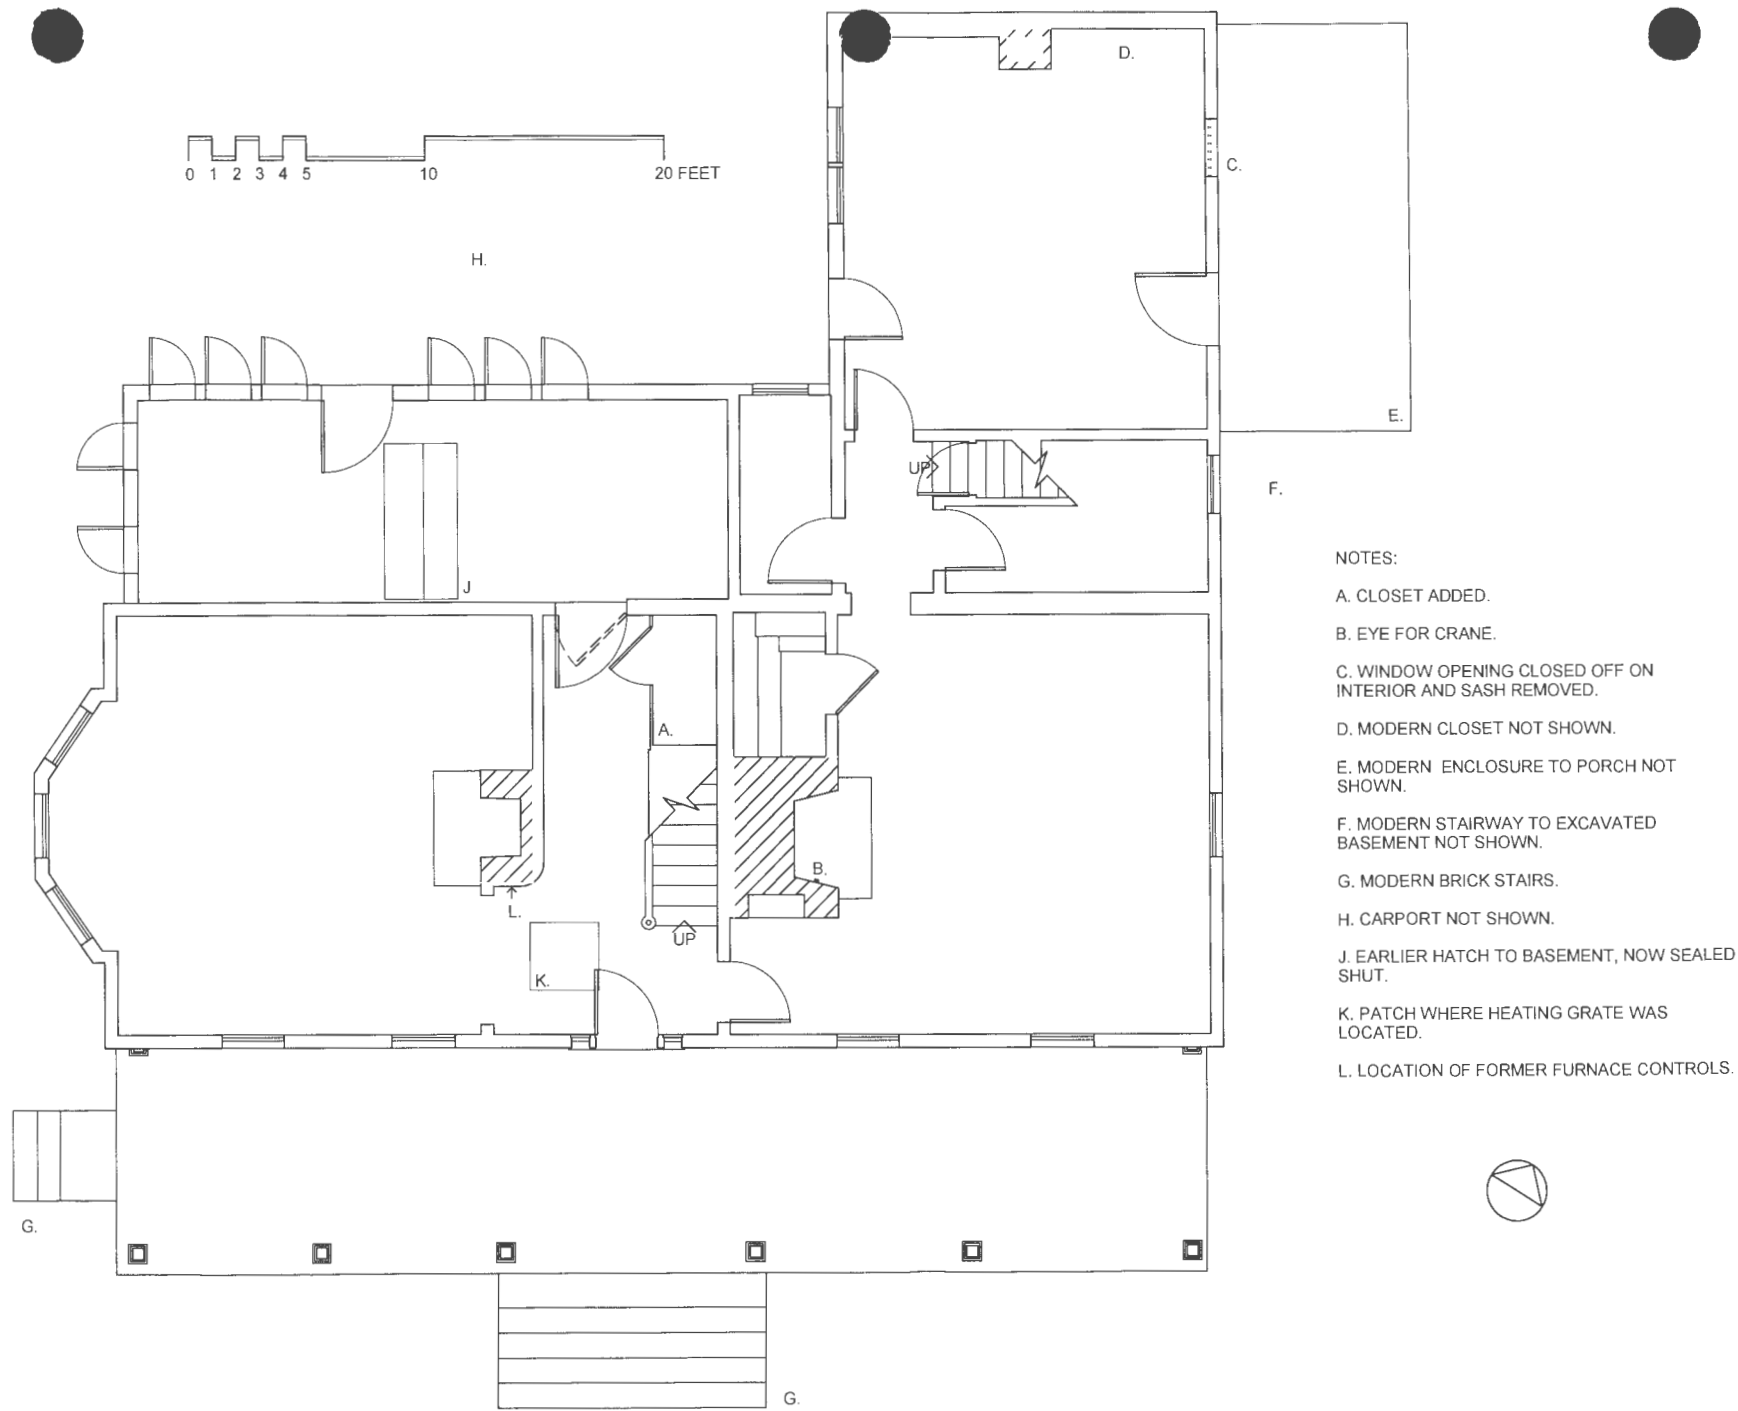 D.
0 1 2 3 4 5 10 20 FEET
C.
H.
E.
UP
F.
J
NOTES:
A. CLOSET ADDED.
B. EYE FOR CRANE.
C. WINDOW OPENING CLOSED OFF ON
INTERIOR AND SASH REMOVED.
D. MODERN CLOSET NOT SHOWN.
E. MODERN ENCLOSURE TO PORCH NOT
SHOWN.
F. MODERN STAIRWAY TO EXCAVATED
BASEMENT NOT SHOWN.
G. MODERN BRICK STAIRS.
H. CARPORT NOT SHOWN.
J. EARLIER HATCH TO BASEMENT, NOW SEALED
SHUT.
K. PATCH WHERE HEATING GRATE WAS
LOCATED.
L. LOCATION OF FORMER FURNACE CONTROLS.
A.
B.
L.
UP
K.
G.
G.